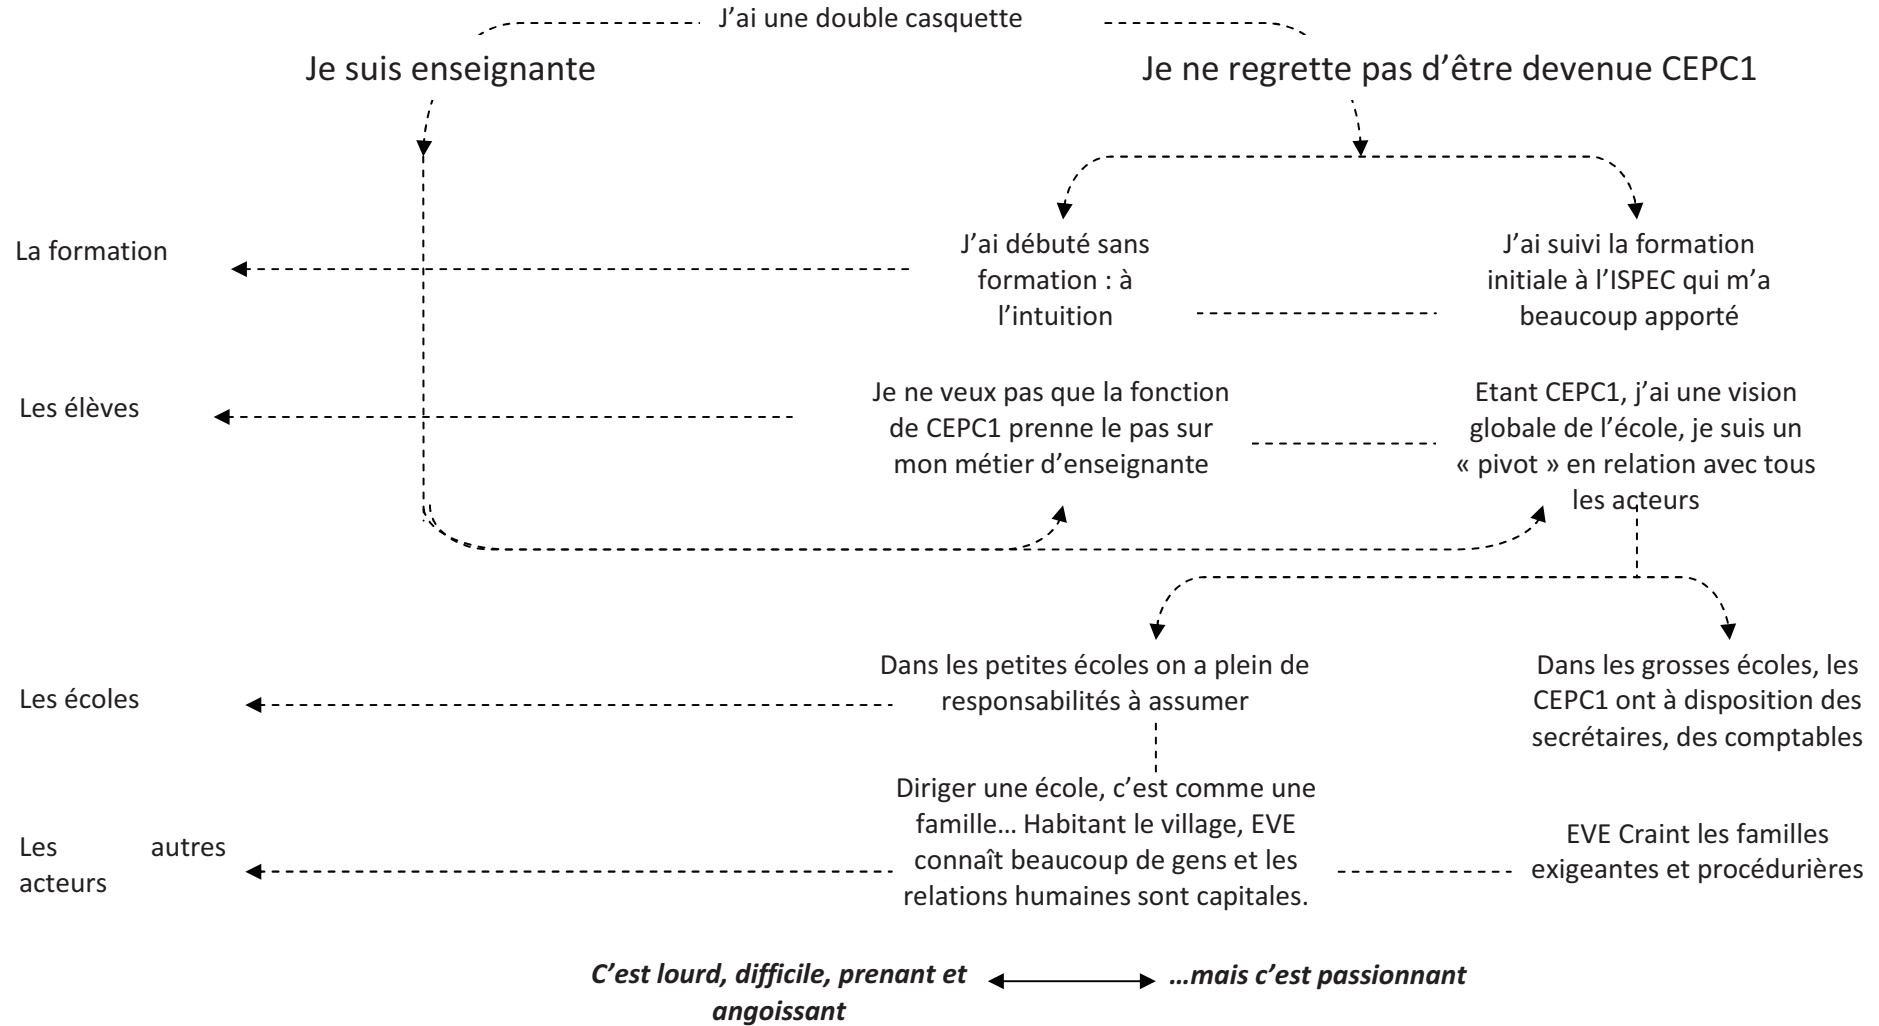 J’ai une double casquette
Je suis enseignante
Je ne regrette pas d’être devenue CEPC1
La formation
J’ai débuté sans
formation : à
l’intuition
J’ai suivi la formation
initiale à l’ISPEC qui m’a
beaucoup apporté
Les élèves
Je ne veux pas que la fonction
de CEPC1 prenne le pas sur
mon métier d’enseignante
Etant CEPC1, j’ai une vision
globale de l’école, je suis un
« pivot » en relation avec tous
les acteurs
Les écoles
Dans les petites écoles on a plein de
responsabilités à assumer
Dans les grosses écoles, les
CEPC1 ont à disposition des
secrétaires, des comptables
Les autres
acteurs
Diriger une école, c’est comme une
famille… Habitant le village, EVE
connaît beaucoup de gens et les
relations humaines sont capitales.
EVE Craint les familles
exigeantes et procédurières
C’est lourd, difficile, prenant et
angoissant
…mais c’est passionnant